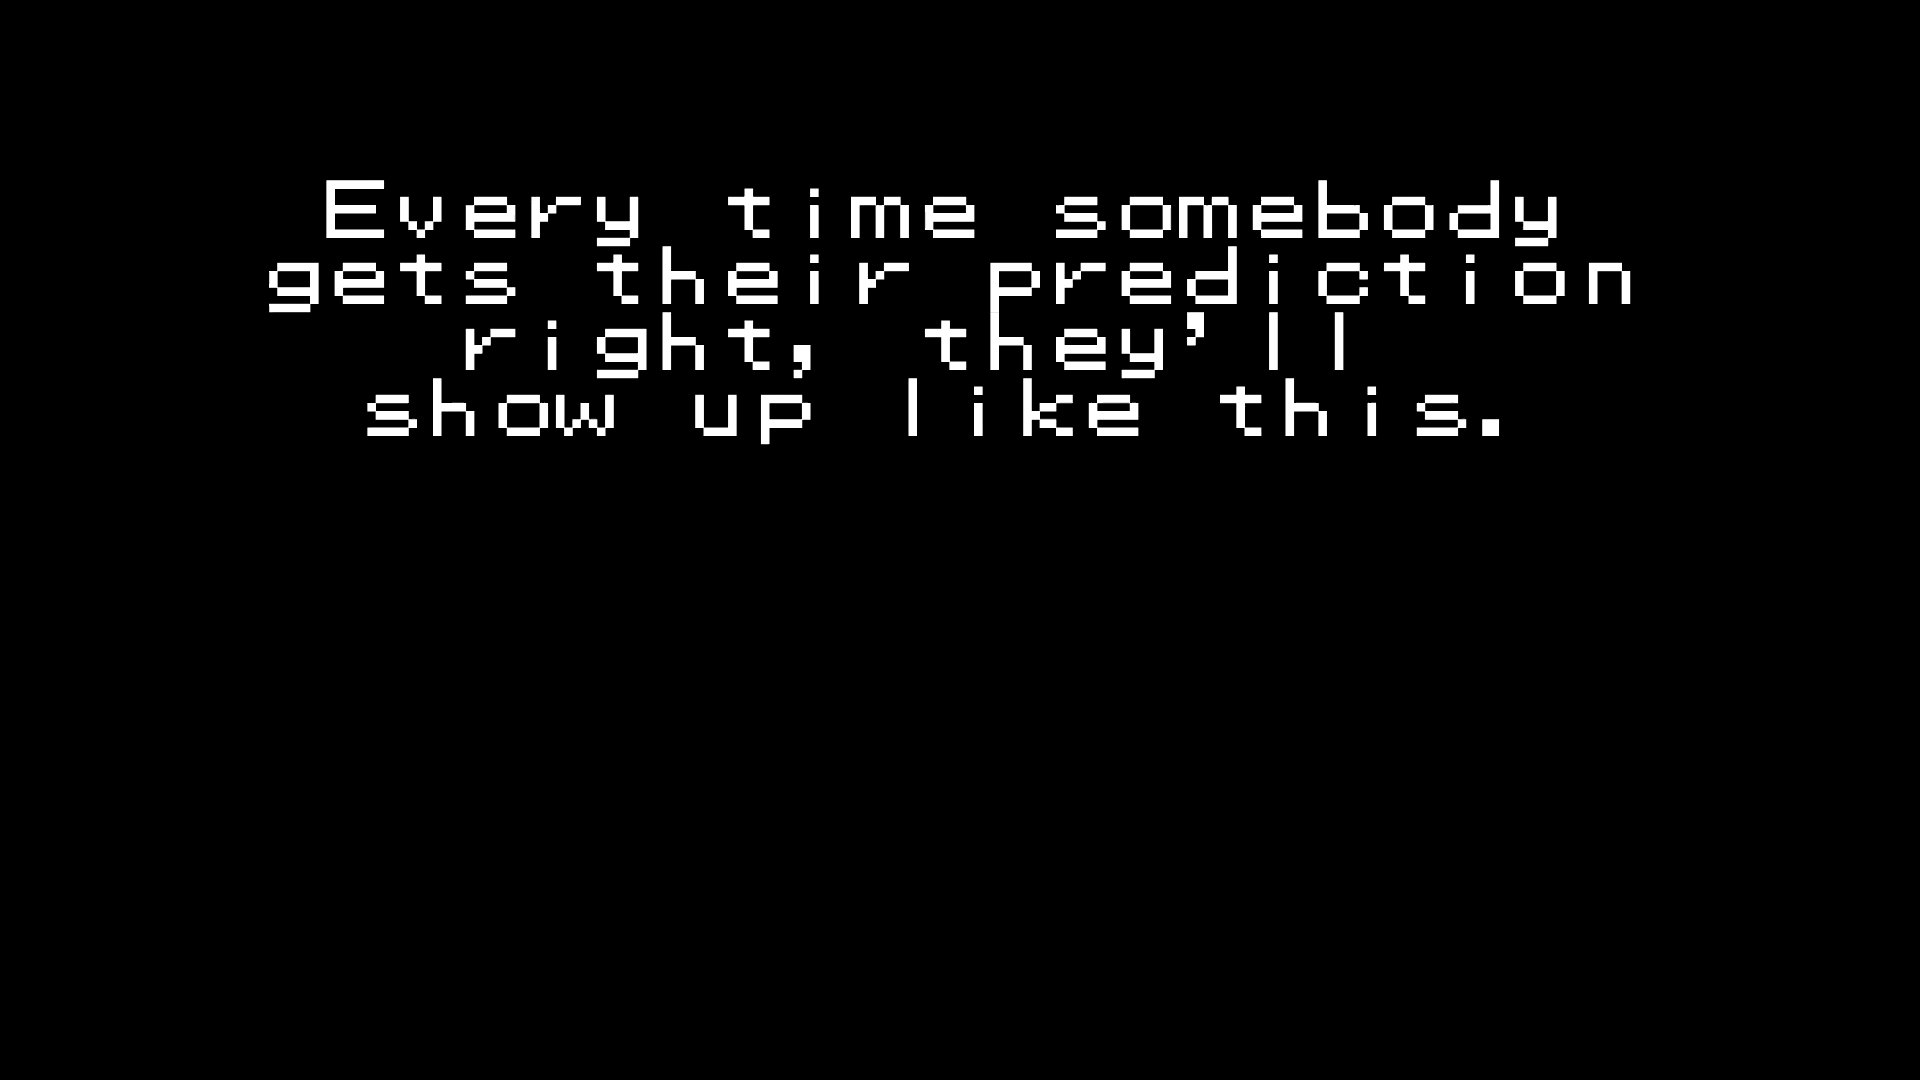 Every time somebody
gets their prediction
right, they'll
show up like this.